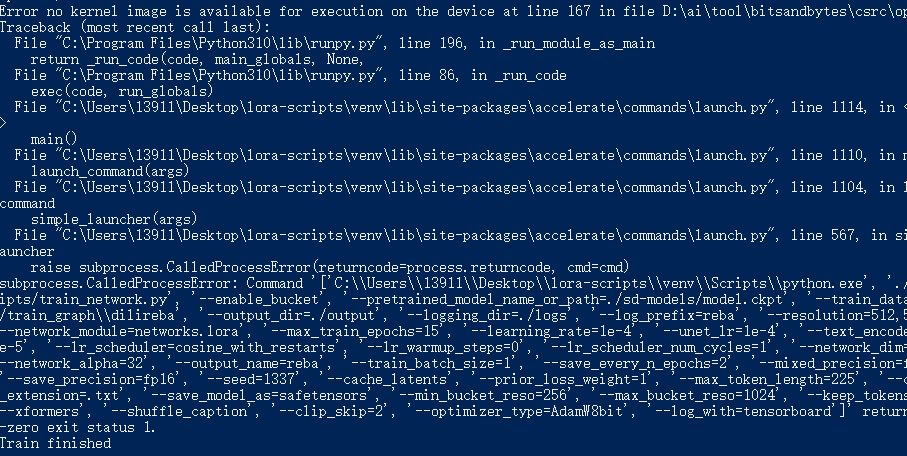 Error no kernel image is available for execution on the device at line 167 in file D:\ai\tool\bitsandbytes\csrc\op
Traceback (most recent call last):
File "C:\Program Files\Python310\lib\runpy.py", line 196, in _run_module_as_main
return _run_code(code, main_globals, None,
File "C:\Program Files\Python310\lib\runpy.py", line 86, in _run_code
exec(code, run_globals)
File "C:\Users\13911\Desktop\lora-scripts\venv\lib\site-packages\accelerate\commands\launch.py", line 1114, in <
>
main()
File "C:\Users\13911\Desktop\lora-scripts\venv\lib\site-packages\accelerate\commands\launch.py", line 1110, in m
launch_command(args)
File "C:\Users\13911\Desktop\lora-scripts\venv\lib\site-packages\accelerate\commands\launch.py", line 1104, in l
command
simple_launcher(args)
File "C:\Users\13911\Desktop\lora-scripts\venv\lib\site-packages\accelerate\commands\launch.py", line 567, in si
auncher
raise subprocess.CalledProcessError(returncode=process.returncode, cmd=cmd)
subprocess.CalledProcessError: Command '['C:\\Users\\13911\\Desktop\\lora-scripts\\venv\\Scripts\\python.exe', './
ipts/train_network.py', '--enable_bucket', '--pretrained_model_name_or_path=./sd-models/model.ckpt', '--train_data
/train_graph\\dilireba', '--output_dir=./output', '--logging_dir=./logs', '--log_prefix=reba', '--resolution=512,5
--network_module=networks.lora', '--max_train_epochs=15', '--learning_rate=1e-4', '--unet_lr=1e-4', '--text_encode
e-5', '--lr_scheduler=cosine_with_restarts', '--lr_warmup_steps=0', '--lr_scheduler_num_cycles=1', '--network_dim=
-network_alpha=32', '--output_name=reba', '--train_batch_size=1', '--save_every_n_epochs=2', '--mixed_precision=f
'--save_precision=fp16', '--seed=1337', '--cache_latents', '--prior_loss_weight=1', '--max_token_length=225', '--c
_extension=.txt', '--save_model_as=safetensors', '--min_bucket_reso=256', '--max_bucket_reso=1024', '--keep_tokens
--xformers', '--shuffle_caption', '--clip_skip=2', '--optimizer_type=AdamW8bit', '--log_with=tensorboard']' return
-zero exit status 1.
Train finished